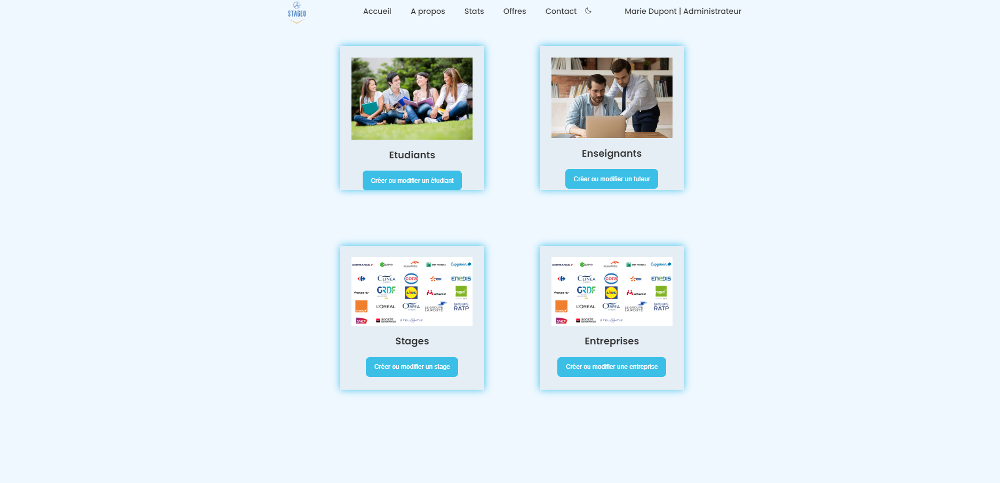 STAGEO
Accueil A propos Stats Offres Contact Marie Dupont | Administrateur
Etudiants
Créer ou modifier un étudiant
Enseignants
Créer ou modifier un tuteur
AIRFRANCE apave ArcelorMittal BNP PARIBAS Capgemini
CLINEA cora eDF ENEDIS
france•tv GRDF LIDL MEDIAPOST mgen
orange L'ORÉAL ORPEA LE GROUPE LA POSTE GROUPE RATP
SNCF SOCIETE GENERALE STELLANTIS
Stages
Créer ou modifier un stage
AIRFRANCE apave ArcelorMittal BNP PARIBAS Capgemini
CLINEA cora eDF ENEDIS
france•tv GRDF LIDL MEDIAPOST mgen
orange L'ORÉAL ORPEA LE GROUPE LA POSTE GROUPE RATP
SNCF SOCIETE GENERALE STELLANTIS
Entreprises
Créer ou modifier une entreprise